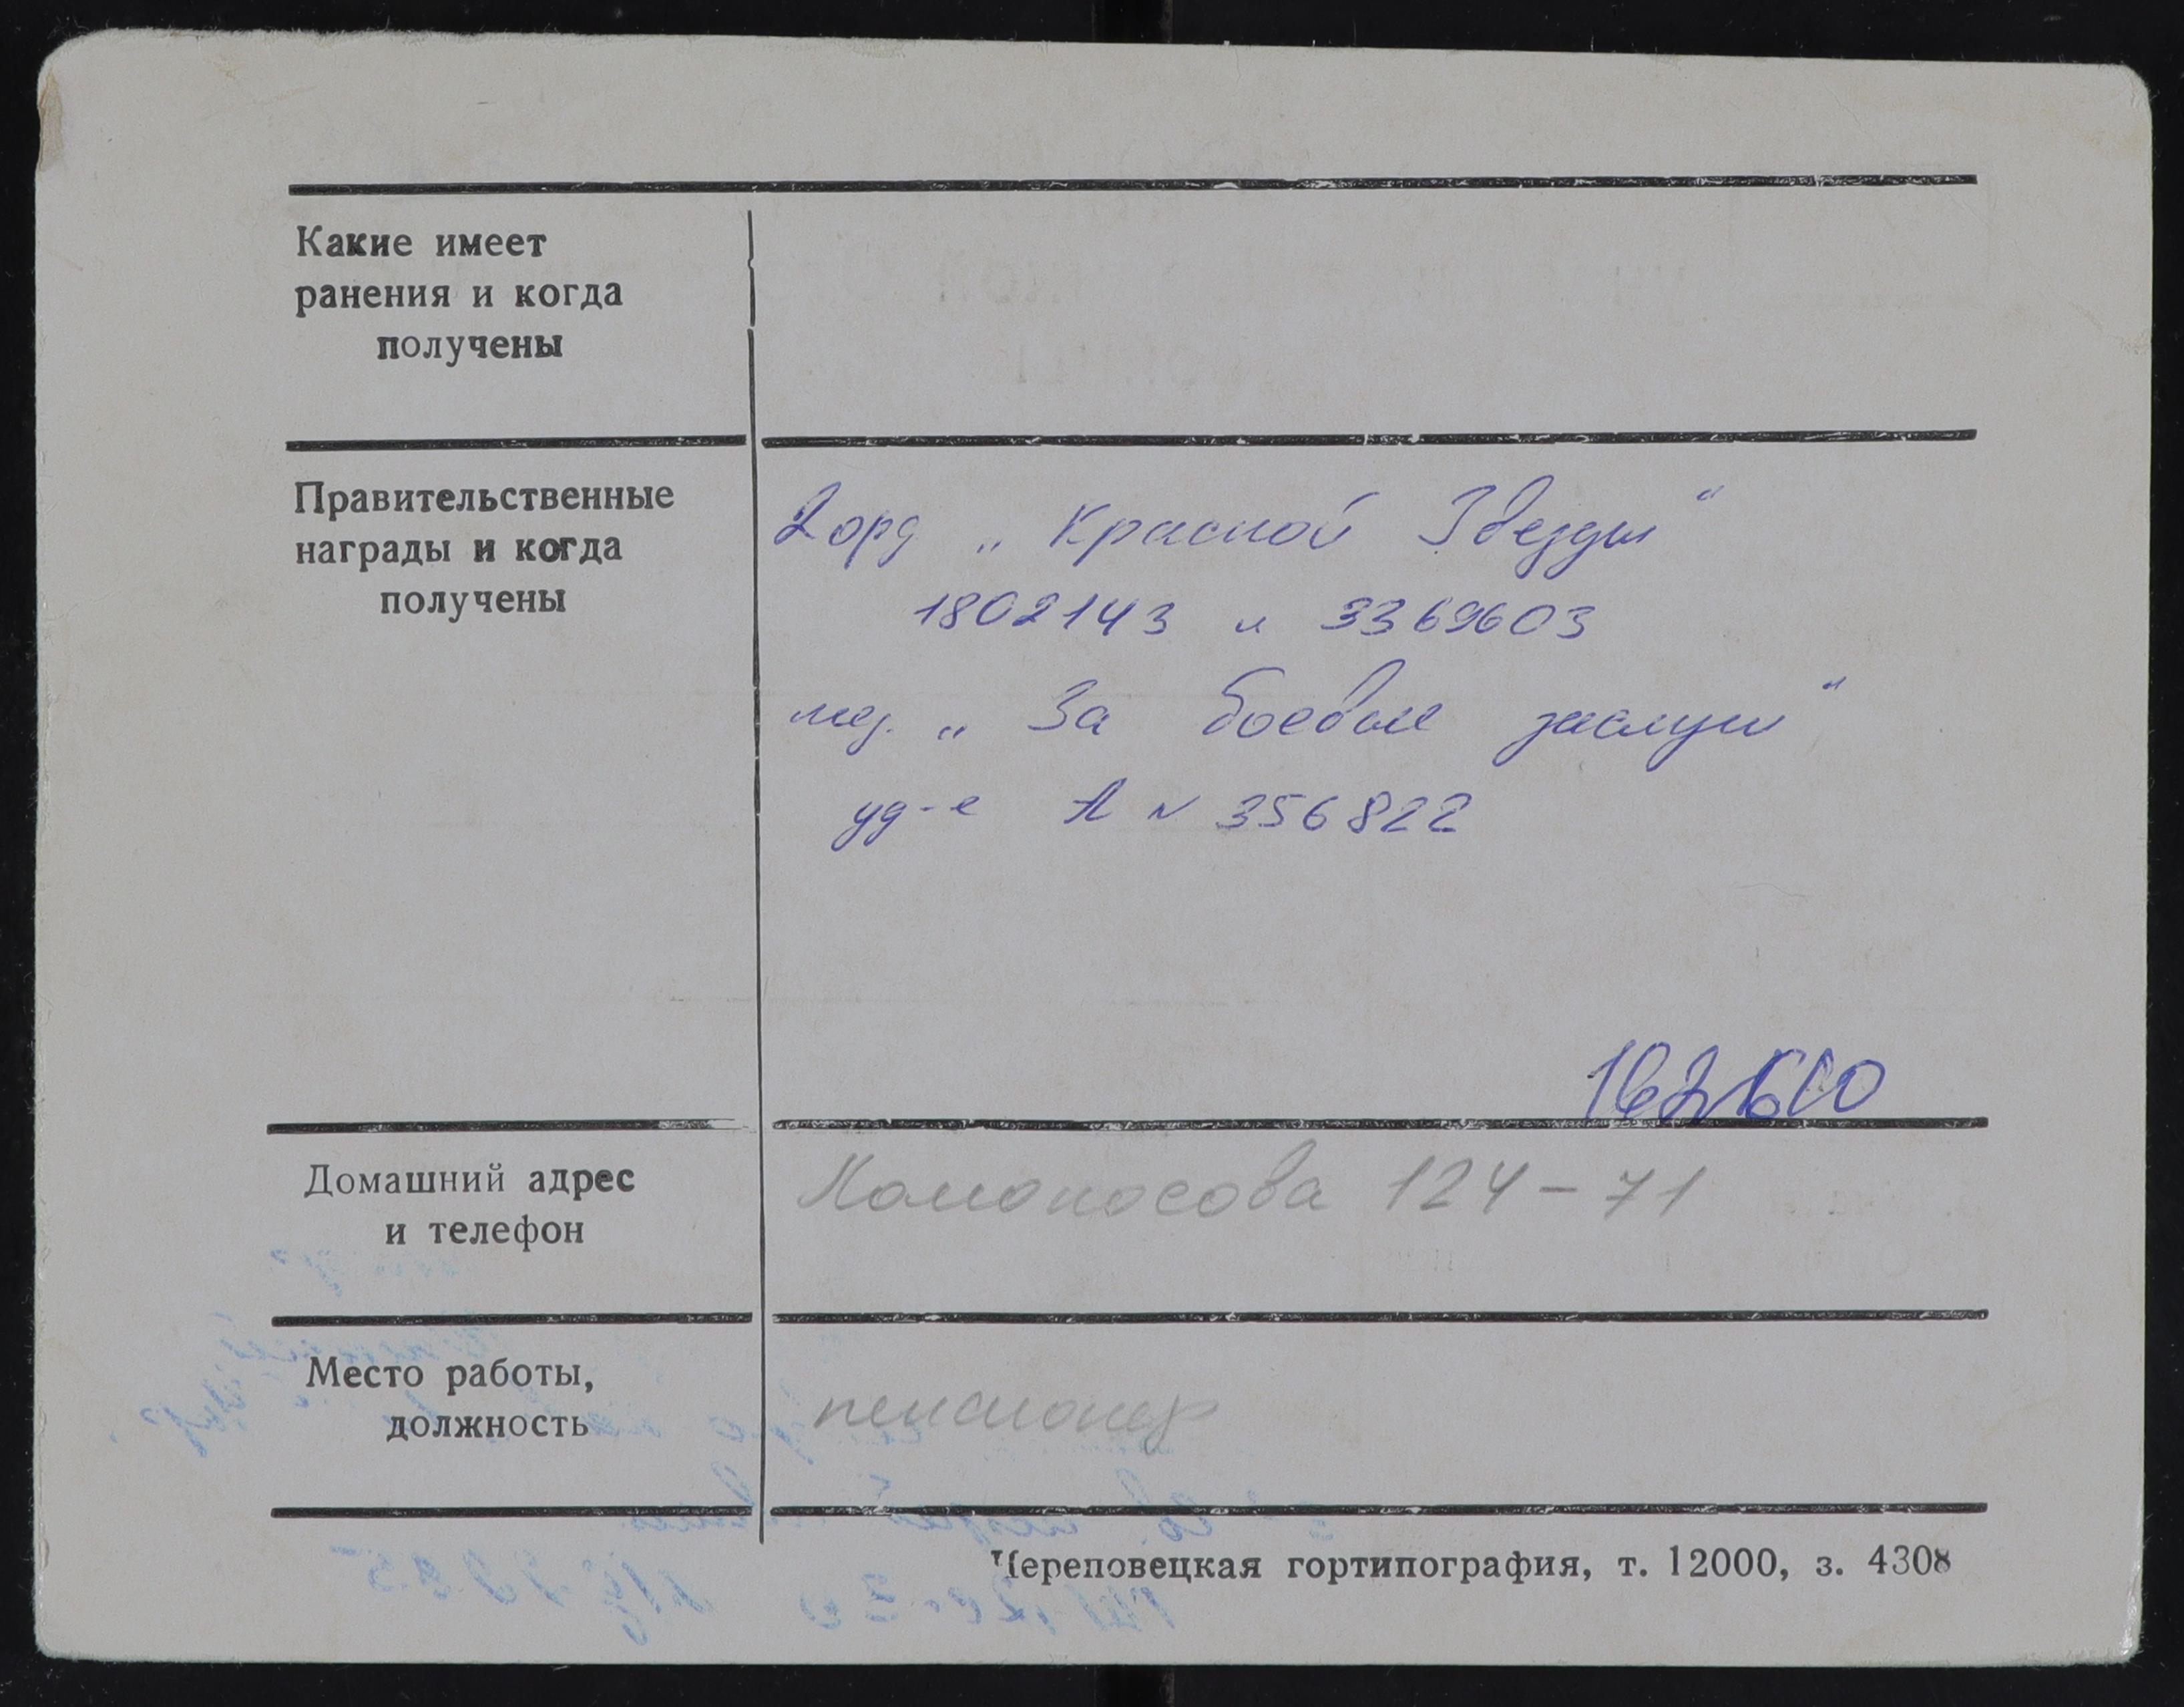 Какие имеет
ранения и когда
получены
Правительственные
награды и когда
получены
2 орд „Красной Звезды“
1802143 и 3369603
мед. „За боевые заслуги“
уд-е А № 356822
Домашний адрес
и телефон
Ломоносова 124-71
Место работы,
должность
пенсионер
Череповецкая гортипография, т. 12000, з. 4308